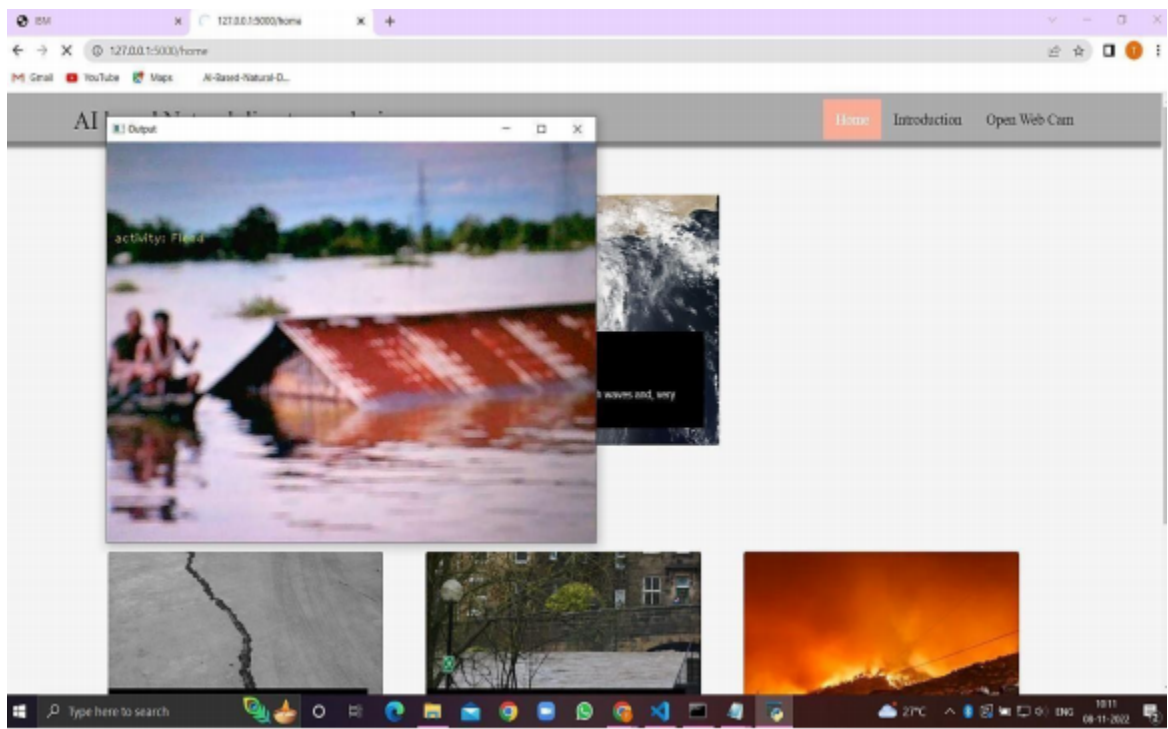 IBM
127.0.0.1:5000/home
127.0.0.1:5000/home
Gmail
YouTube
Maps
AI-Based-Natural-D...
AI
Home
Introduction
Open Web Cam
Output
activity: Flood
waves and, very
Type here to search
27°C
ENG
10:11
08-11-2022